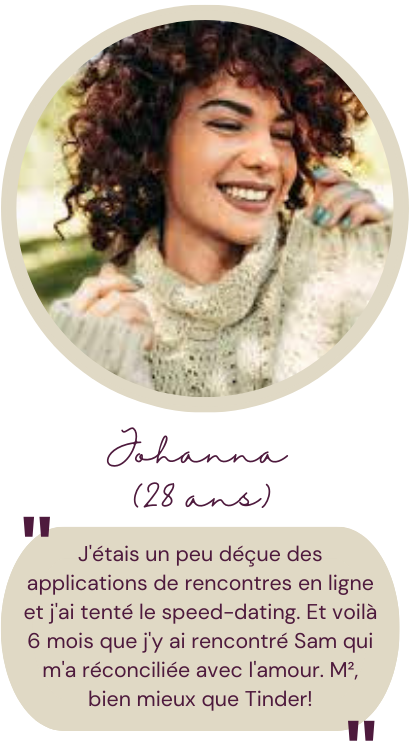 Johanna
(28 ans)
"
J'étais un peu déçue des
applications de rencontres en ligne
et j'ai tenté le speed-dating. Et voilà
6 mois que j'y ai rencontré Sam qui
m'a réconciliée avec l'amour. M²,
bien mieux que Tinder!
"